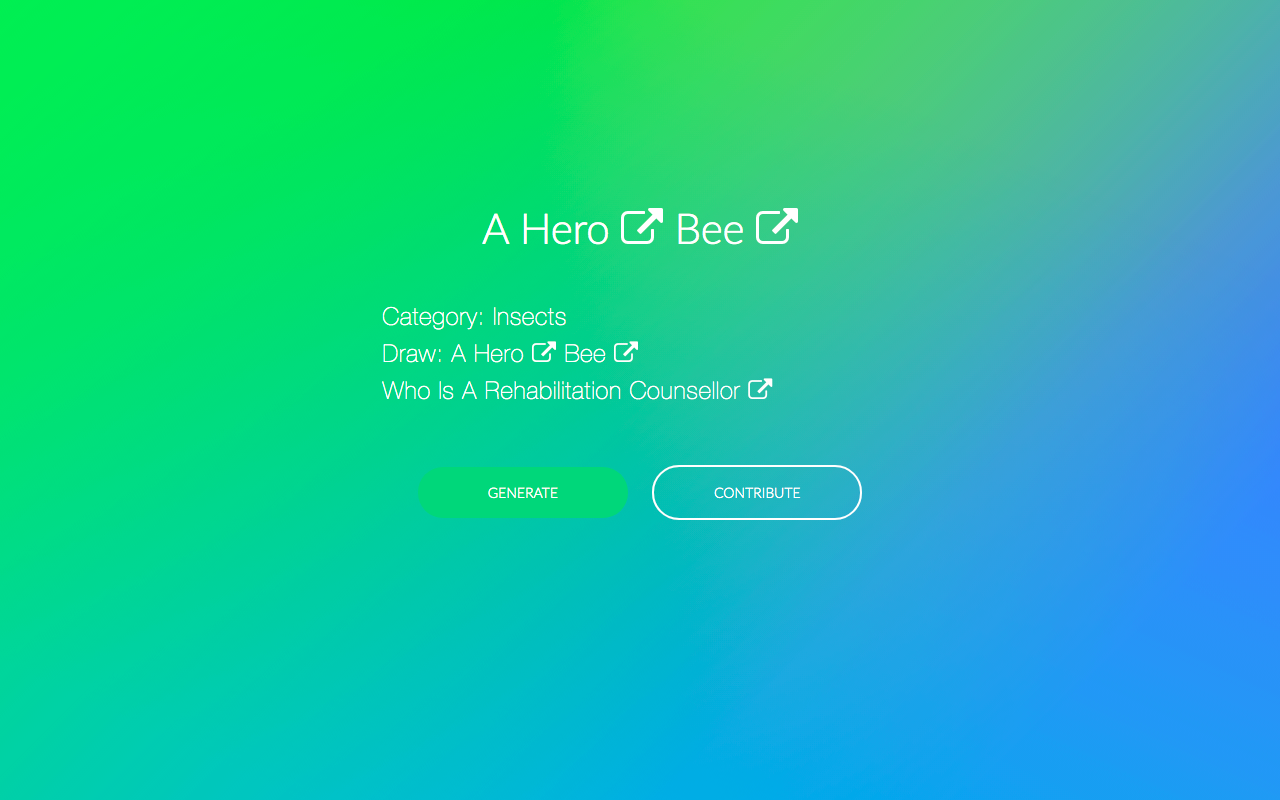 A Hero Bee
Category: Insects
Draw: A Hero Bee
Who Is A Rehabilitation Counsellor
GENERATE
CONTRIBUTE